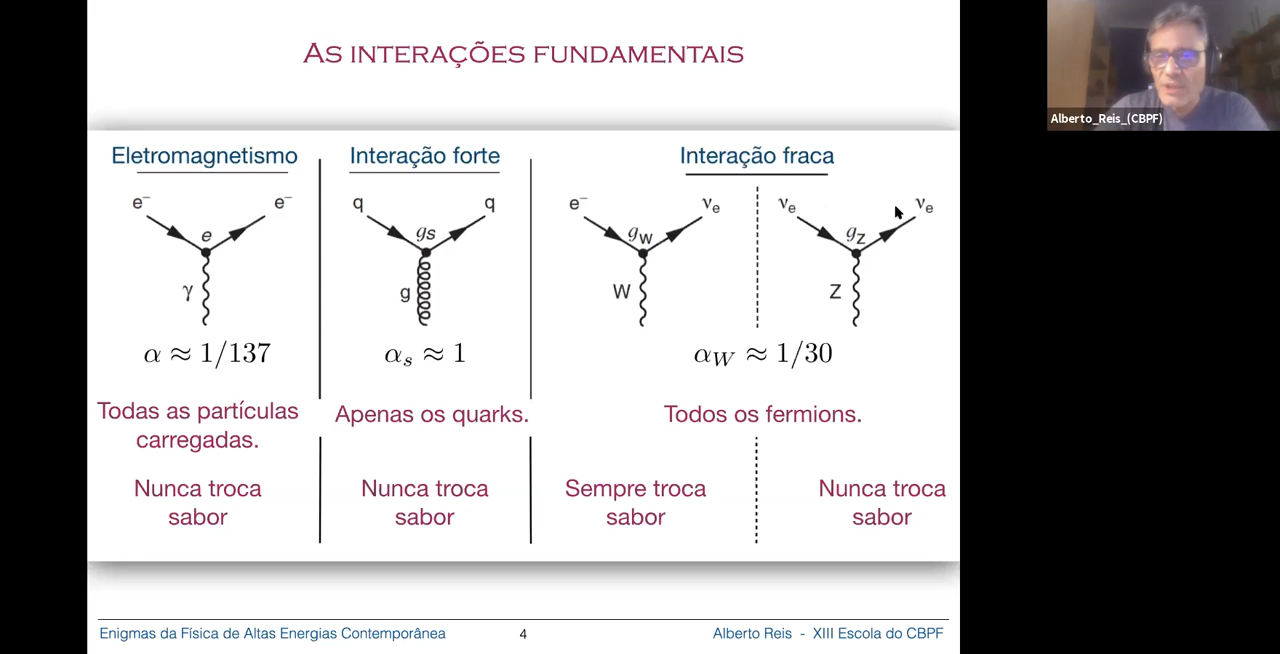 As interações fundamentais
Alberto_Reis_(CBPF)
Eletromagnetismo
Interação forte
Interação fraca
e⁻ e⁻
e
γ
q q
gs
g
e⁻ νe
gW
W
νe νe
gZ
Z
α ≈ 1/137
αs ≈ 1
αW ≈ 1/30
Todas as partículas
carregadas.
Apenas os quarks.
Todos os fermions.
Nunca troca
sabor
Nunca troca
sabor
Sempre troca
sabor
Nunca troca
sabor
Enigmas da Física de Altas Energias Contemporânea
4
Alberto Reis - XIII Escola do CBPF